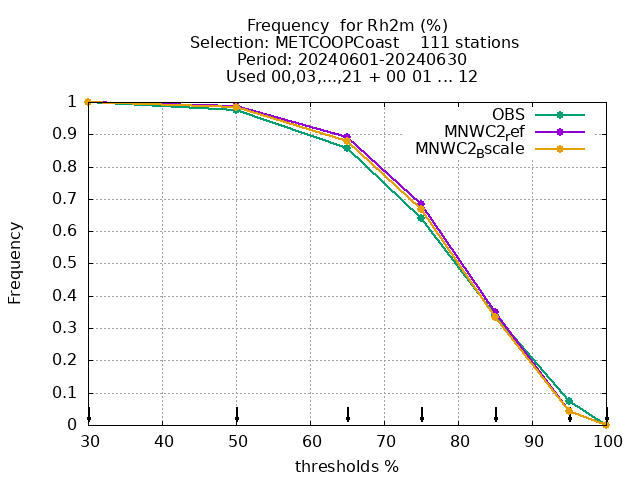 Frequency  for Rh2m (%)
Selection: METCOOPCoast    111 stations
Period: 20240601-20240630
Used 00,03,...,21 + 00 01 ... 12
OBS
MNWC2ref
MNWC2Bscale
1
0.9
0.8
0.7
0.6
0.5
0.4
0.3
0.2
0.1
0
Frequency
30 40 50 60 70 80 90 100
thresholds %